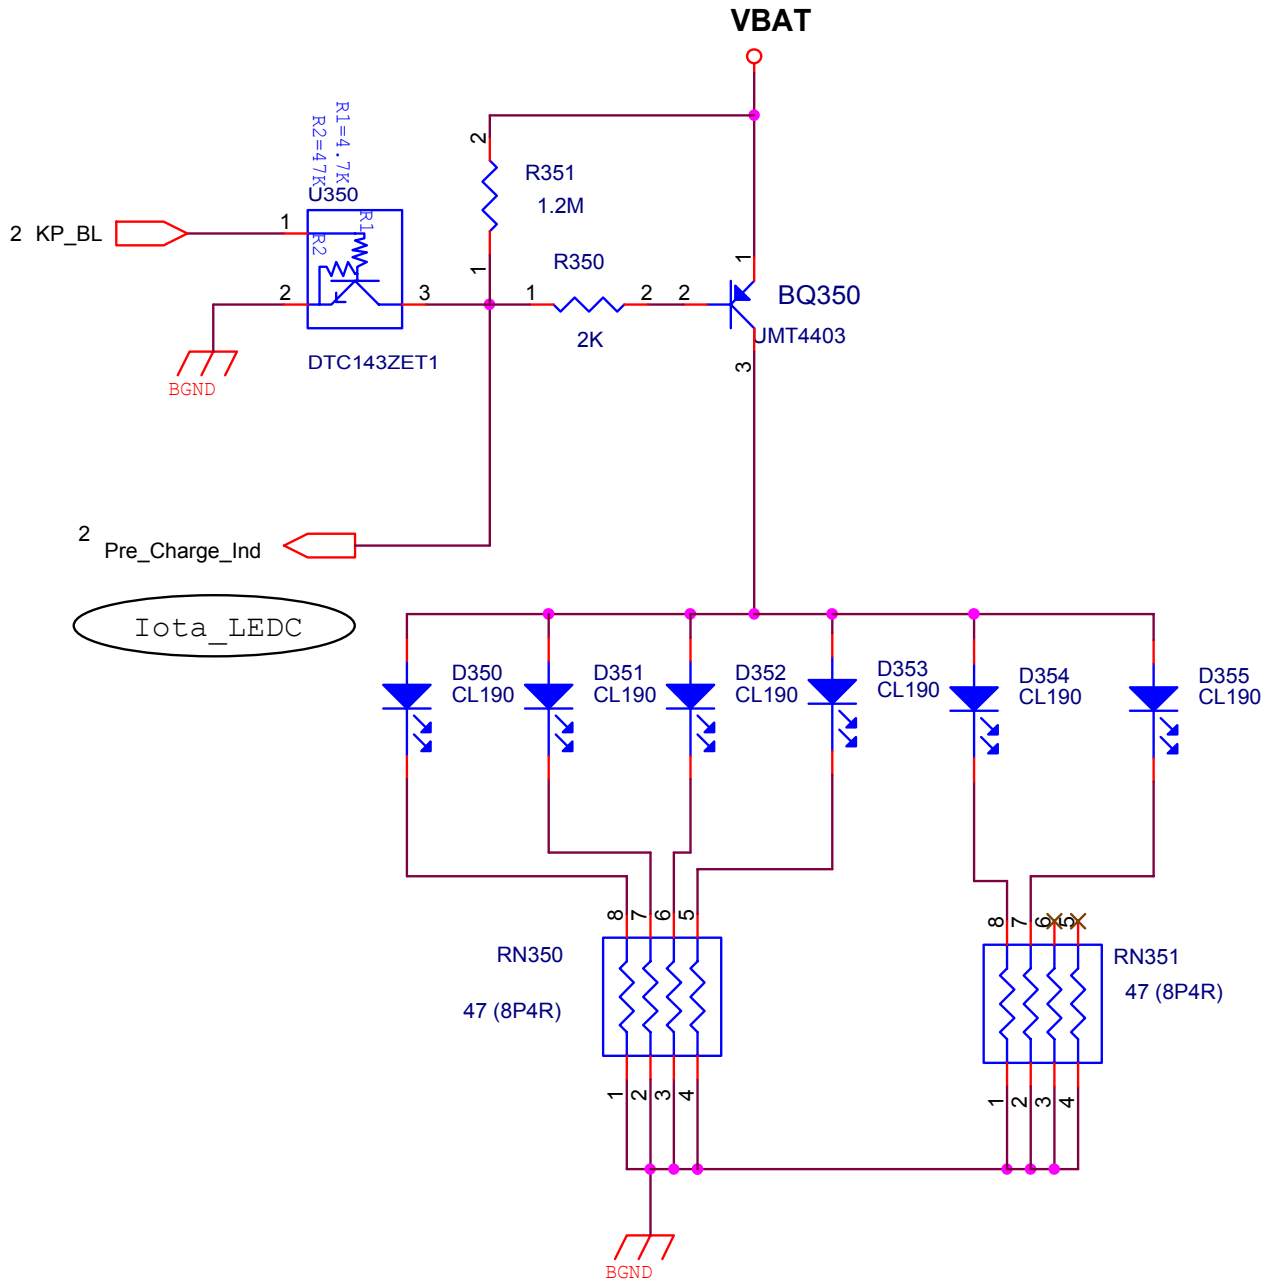 VBAT
R1=4.7K
R2=47K
U350
R1
R2
2 KP_BL
1
2
3
BGND
DTC143ZET1
2
R351
1.2M
1
R350
1
2
2K
2
1
BQ350
UMT4403
3
2
Pre_Charge_Ind
Iota_LEDC
D350
CL190
D351
CL190
D352
CL190
D353
CL190
D354
CL190
D355
CL190
8
7
6
5
RN350
47 (8P4R)
1
2
3
4
8
7
6
5
RN351
47 (8P4R)
1
2
3
4
BGND